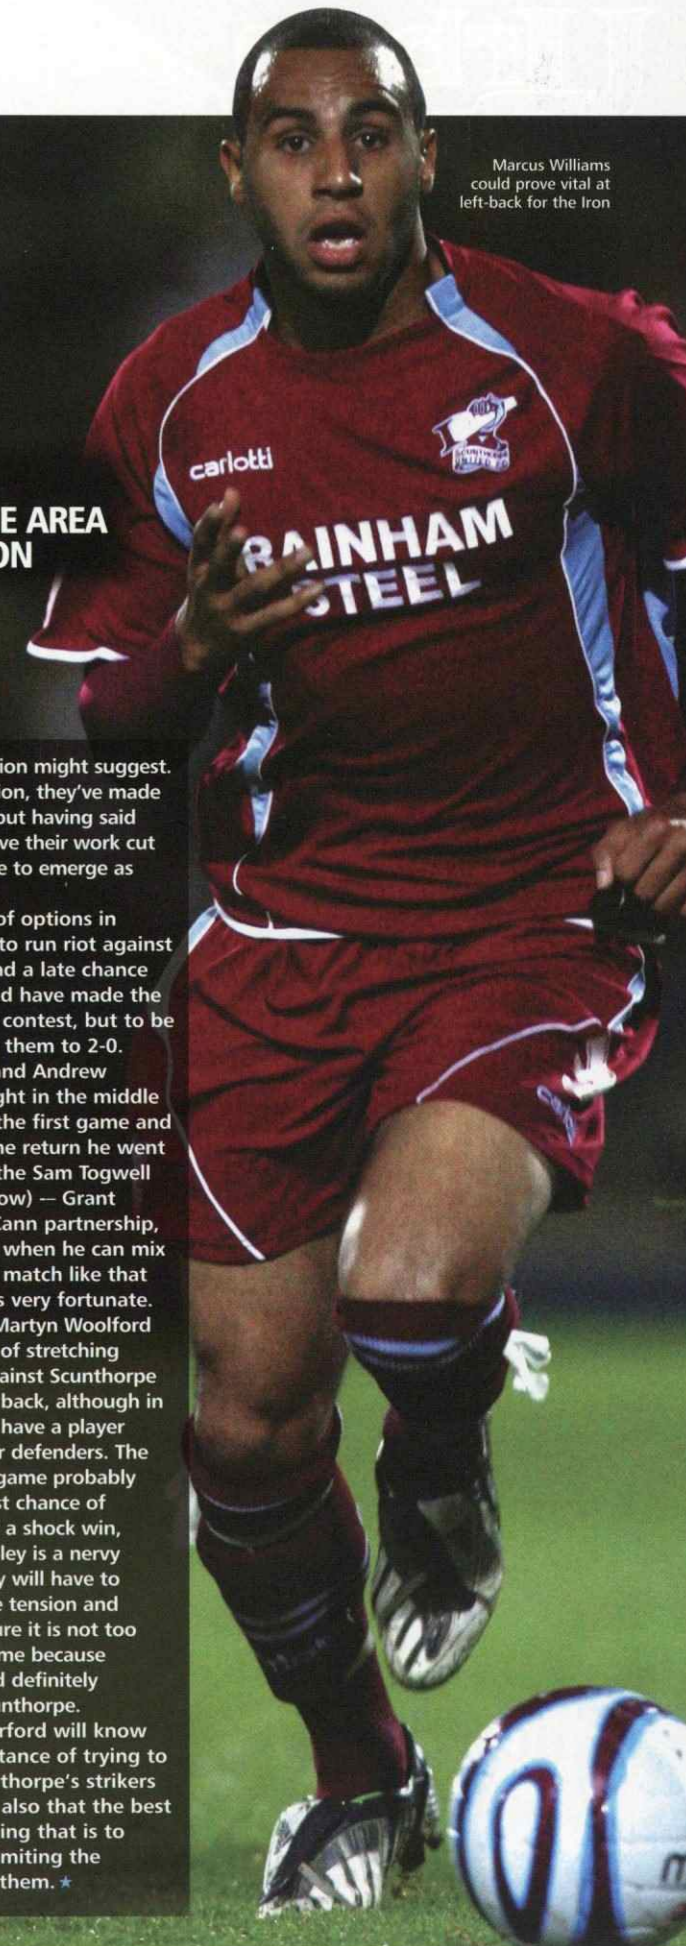 Marcus Williams
could prove vital at
left-back for the Iron
carlotti
SCUNTHORPE
UNITED FC
RAINHAM
STEEL
E AREA
ON
ion might suggest.
ion, they've made
but having said
ve their work cut
e to emerge as
of options in
to run riot against
ad a late chance
d have made the
contest, but to be
them to 2-0.
and Andrew
ght in the middle
the first game and
he return he went
the Sam Togwell
ow) — Grant
Cann partnership,
when he can mix
match like that
s very fortunate.
Martyn Woolford
of stretching
ainst Scunthorpe
back, although in
have a player
r defenders. The
game probably
st chance of
a shock win,
ley is a nervy
y will have to
e tension and
ure it is not too
me because
d definitely
unthorpe.
rford will know
tance of trying to
thorpe's strikers
also that the best
ing that is to
miting the
them. ★